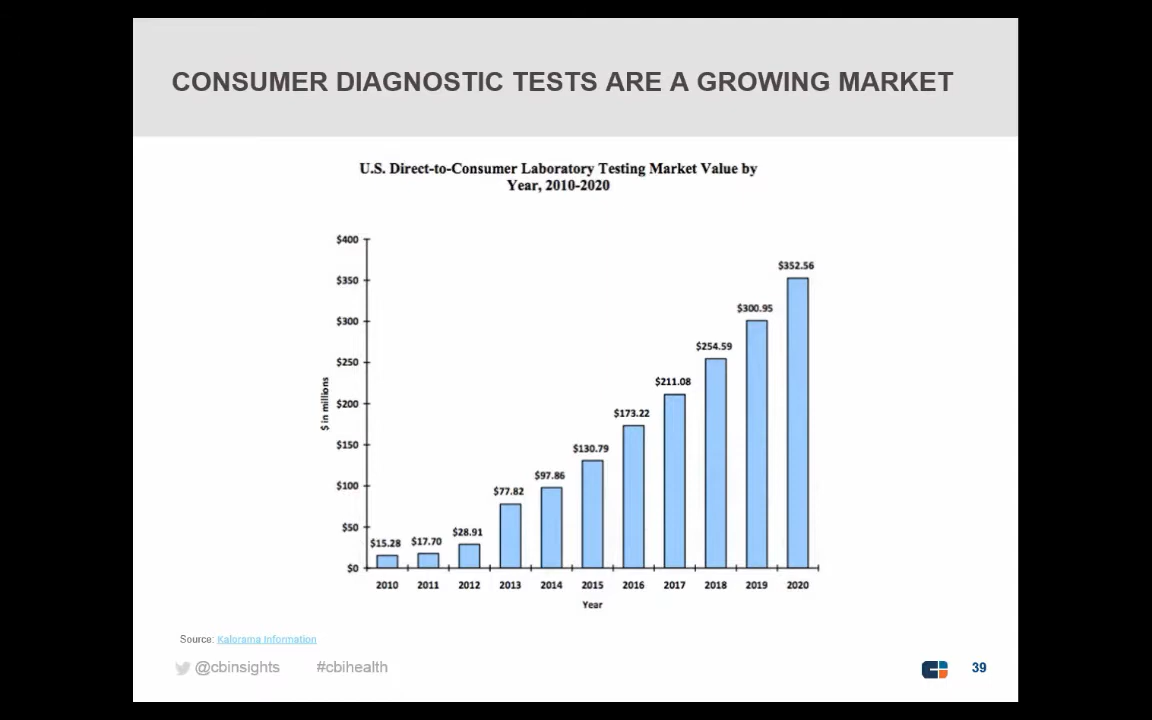 CONSUMER DIAGNOSTIC TESTS ARE A GROWING MARKET
U.S. Direct-to-Consumer Laboratory Testing Market Value by
Year, 2010-2020
$400
$350
$300
$250
$200
$150
$100
$50
$0
$ in millions
$15.28
$17.70
$28.91
$77.82
$97.86
$130.79
$173.22
$211.08
$254.59
$300.95
$352.56
2010 2011 2012 2013 2014 2015 2016 2017 2018 2019 2020
Year
Source: Kalorama Information
@cbinsights #cbihealth
39